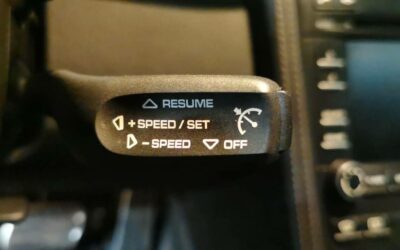 RESUME
+SPEED / SET
-SPEED OFF